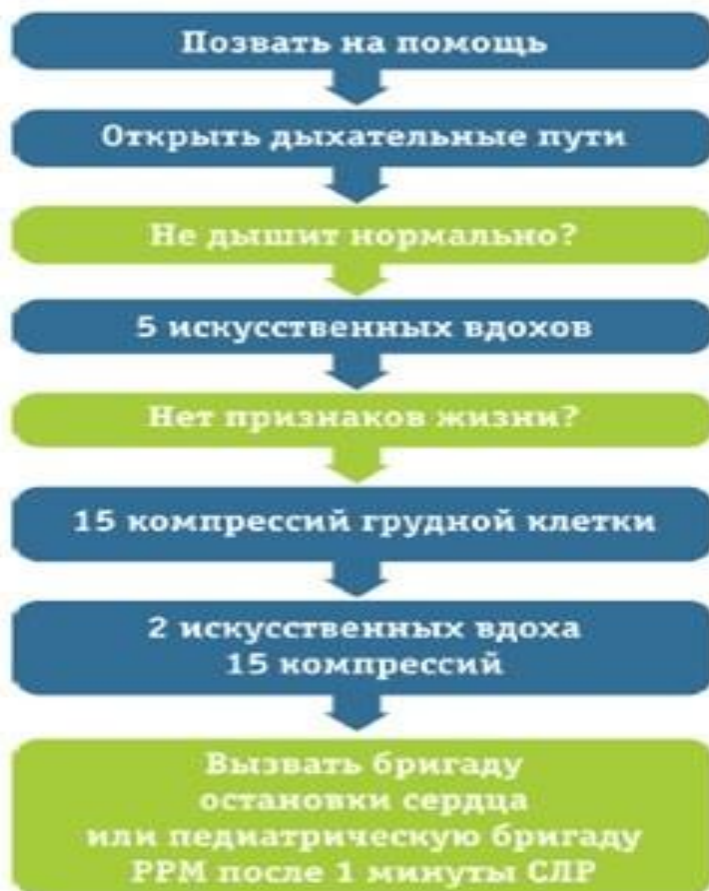 Позвать на помощь
Открыть дыхательные пути
Не дышит нормально?
5 искусственных вдохов
Нет признаков жизни?
15 компрессий грудной клетки
2 искусственных вдоха
15 компрессий
Вызвать бригаду
остановки сердца
или педиатрическую бригаду
РРМ после 1 минуты СЛР